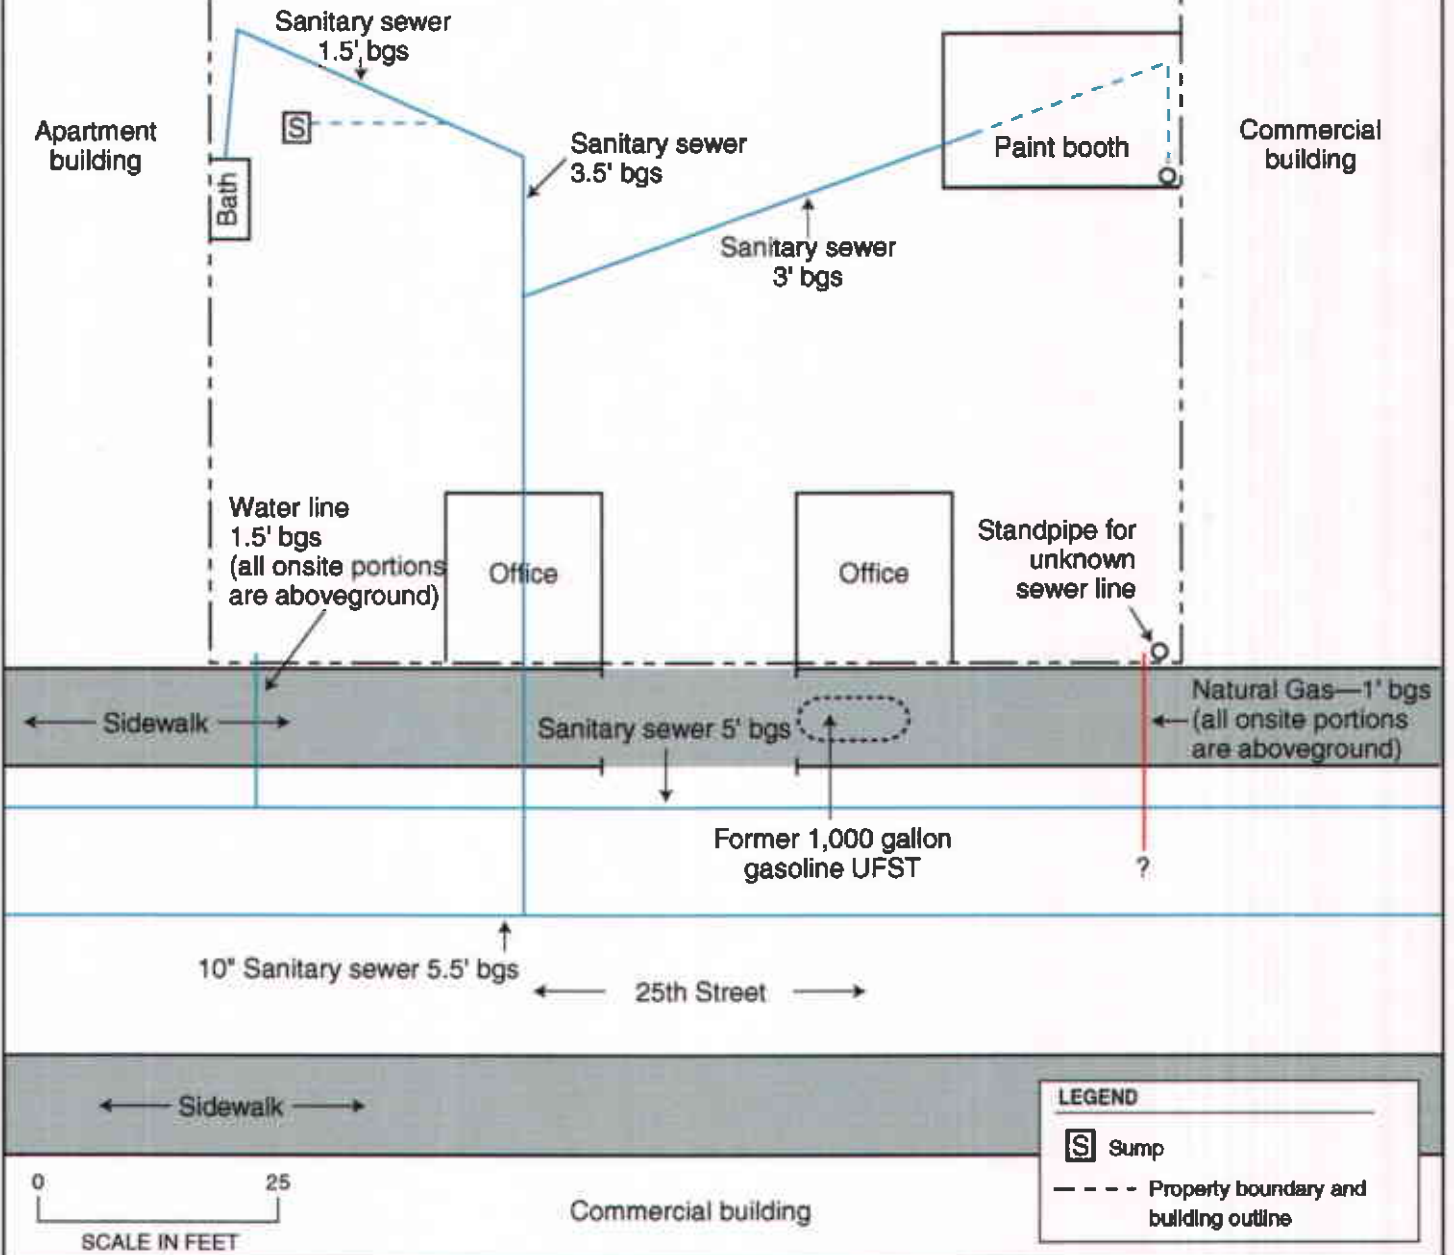 Sanitary sewer
1.5' bgs
Apartment
building
S
Sanitary sewer
3.5' bgs
Paint booth
Commercial
building
Bath
Sanitary sewer
3' bgs
Water line
1.5' bgs
(all onsite portions
are aboveground)
Office
Office
Standpipe for
unknown
sewer line
Sidewalk
Sanitary sewer 5' bgs
Natural Gas—1' bgs
(all onsite portions
are aboveground)
Former 1,000 gallon
gasoline UFST
?
10" Sanitary sewer 5.5' bgs
25th Street
Sidewalk
LEGEND
S Sump
Property boundary and
building outline
0 25
SCALE IN FEET
Commercial building